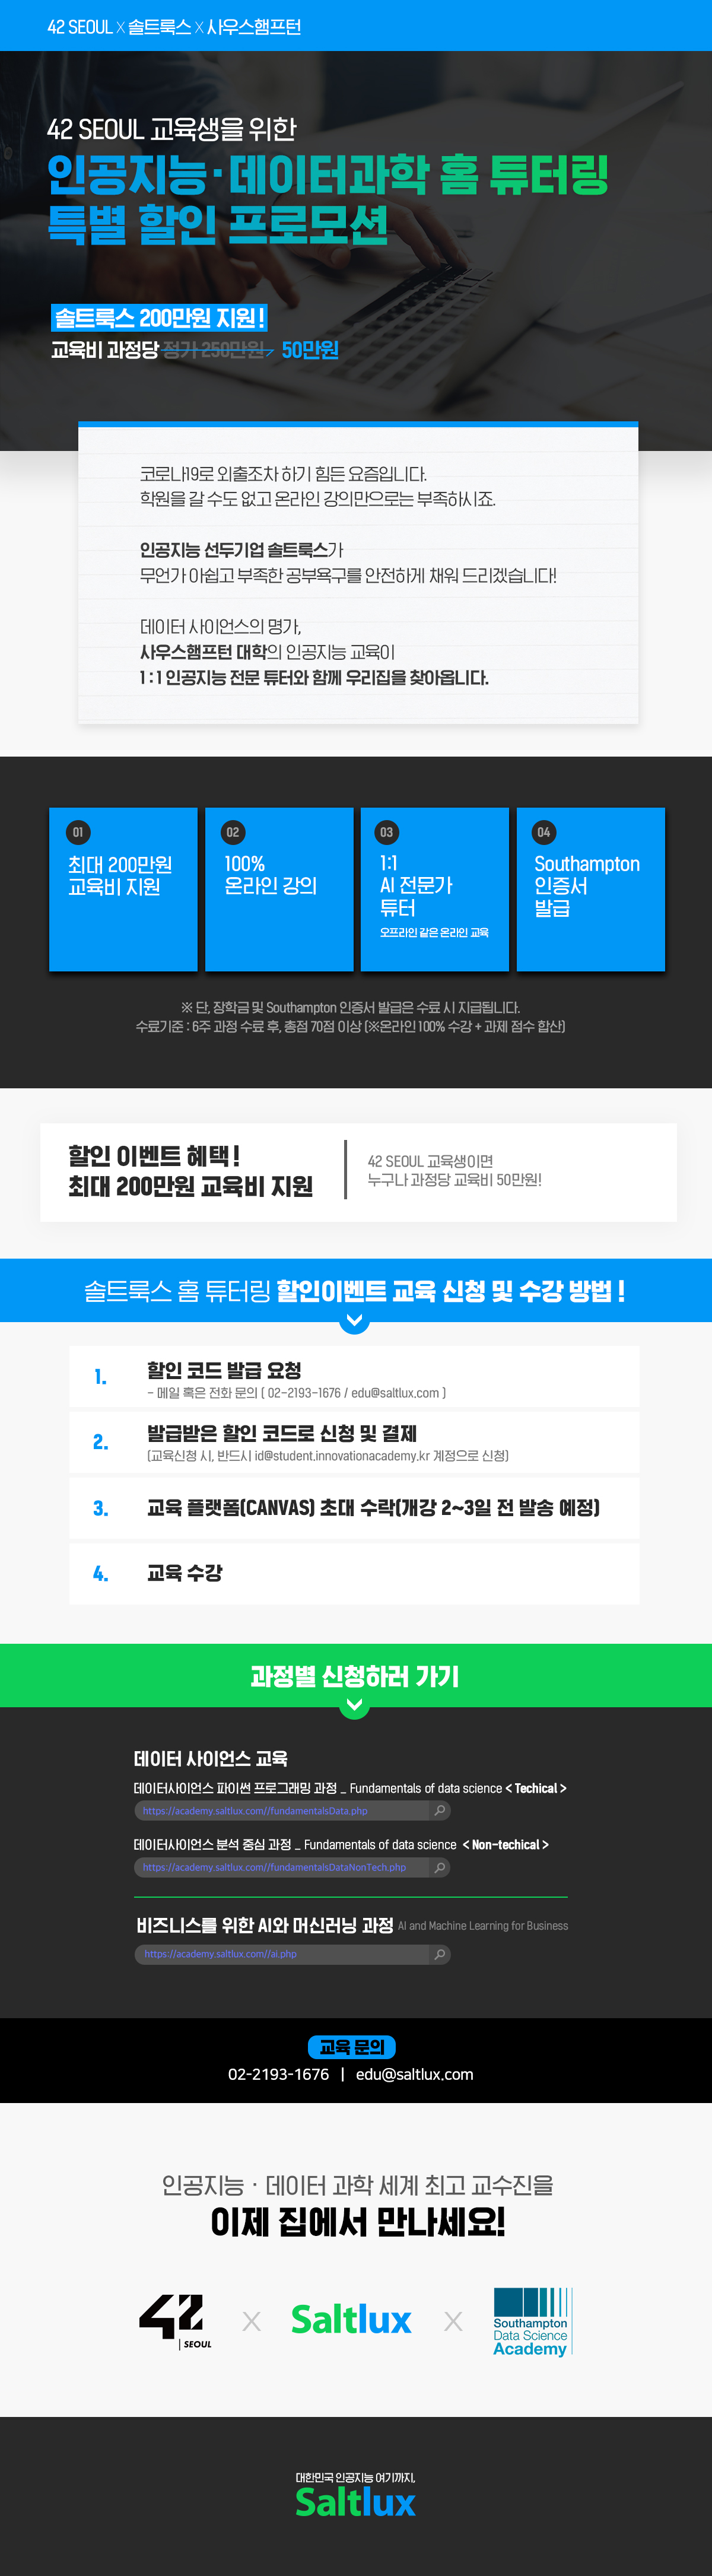 42 SEOUL X 솔트룩스 X 사우스햄프턴
42 SEOUL 교육생을 위한
인공지능·데이터과학 홈 튜터링
특별 할인 프로모션
솔트룩스 200만원 지원!
교육비 과정당 정가 250만원 50만원
코로나19로 외출조차 하기 힘든 요즘입니다.
학원을 갈 수도 없고 온라인 강의만으로는 부족하시죠.
인공지능 선두기업 솔트룩스가
무언가 아쉽고 부족한 공부욕구를 안전하게 채워 드리겠습니다!
데이터 사이언스의 명가,
사우스햄프턴 대학의 인공지능 교육이
1 : 1 인공지능 전문 튜터와 함께 우리집을 찾아옵니다.
01
최대 200만원
교육비 지원
02
100%
온라인 강의
03
1:1
AI 전문가
튜터
오프라인 같은 온라인 교육
04
Southampton
인증서
발급
※ 단, 장학금 및 Southampton 인증서 발급은 수료 시 지급됩니다.
수료기준 : 6주 과정 수료 후, 총점 70점 이상 (※온라인 100% 수강 + 과제 점수 합산)
할인 이벤트 혜택!
최대 200만원 교육비 지원
42 SEOUL 교육생이면
누구나 과정당 교육비 50만원!
솔트룩스 홈 튜터링 할인이벤트 교육 신청 및 수강 방법 !
1. 할인 코드 발급 요청
- 메일 혹은 전화 문의 ( 02-2193-1676 / edu@saltlux.com )
2. 발급받은 할인 코드로 신청 및 결제
(교육신청 시, 반드시 id@student.innovationacademy.kr 계정으로 신청)
3. 교육 플랫폼(CANVAS) 초대 수락(개강 2~3일 전 발송 예정)
4. 교육 수강
과정별 신청하러 가기
데이터 사이언스 교육
데이터사이언스 파이썬 프로그래밍 과정 _ Fundamentals of data science < Techical >
https://academy.saltlux.com//fundamentalsData.php
데이터사이언스 분석 중심 과정 _ Fundamentals of data science < Non-techical >
https://academy.saltlux.com//fundamentalsDataNonTech.php
비즈니스를 위한 AI와 머신러닝 과정 AI and Machine Learning for Business
https://academy.saltlux.com//ai.php
교육 문의
02-2193-1676 | edu@saltlux.com
인공지능 · 데이터 과학 세계 최고 교수진을
이제 집에서 만나세요!
42 SEOUL X Saltlux X Southampton
Data Science
Academy
대한민국 인공지능 여기까지,
Saltlux